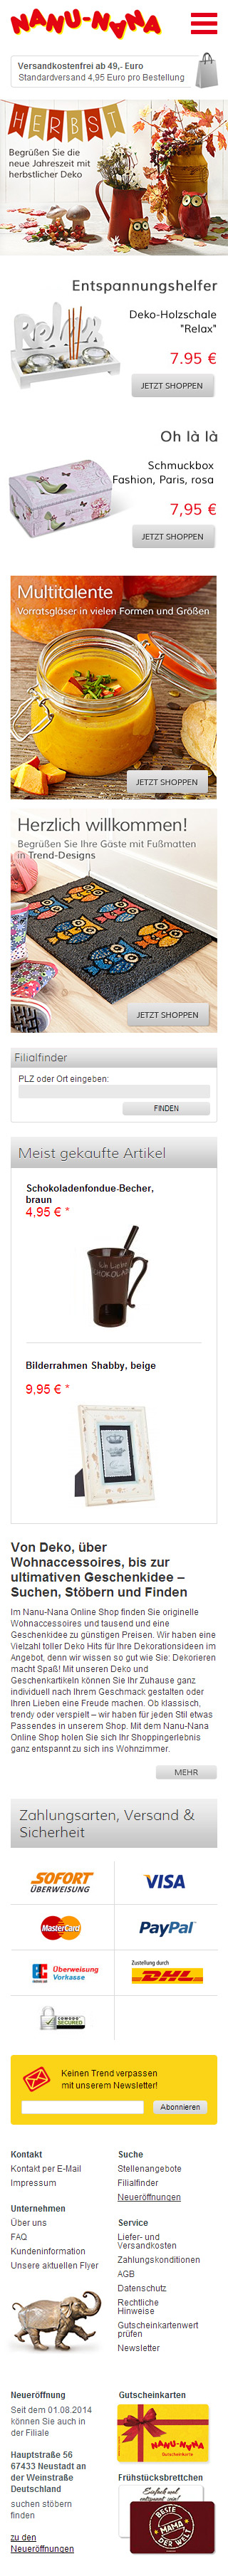 NANU-NANA
Versandkostenfrei ab 49,- Euro
Standardversand 4,95 Euro pro Bestellung
HERBST
Begrüßen Sie die
neue Jahreszeit mit
herbstlicher Deko
Entspannungshelfer
Relax
Deko-Holzschale
"Relax"
7.95 €
JETZT SHOPPEN
Oh là là
Schmuckbox
Fashion, Paris, rosa
7,95 €
JETZT SHOPPEN
Multitalente
Vorratsgläser in vielen Formen und Größen
JETZT SHOPPEN
Herzlich willkommen!
Begrüßen Sie Ihre Gäste mit Fußmatten
in Trend-Designs
JETZT SHOPPEN
Filialfinder
PLZ oder Ort eingeben:
FINDEN
Meist gekaufte Artikel
Schokoladenfondue-Becher,
braun
4,95 € *
Ich Liebe
SCHOKOLADE
Bilderrahmen Shabby, beige
9,95 € *
Von Deko, über
Wohnaccessoires, bis zur
ultimativen Geschenkidee –
Suchen, Stöbern und Finden
Im Nanu-Nana Online Shop finden Sie originelle
Wohnaccessoires und tausend und eine
Geschenkidee zu günstigen Preisen. Wir haben eine
Vielzahl toller Deko Hits für Ihre Dekorationsideen im
Angebot, denn wir wissen so gut wie Sie: Dekorieren
macht Spaß! Mit unseren Deko und
Geschenkartikeln können Sie Ihr Zuhause ganz
individuell nach Ihrem Geschmack gestalten oder
Ihren Lieben eine Freude machen. Ob klassisch,
trendy oder verspielt – wir haben für jeden Stil etwas
Passendes in unserem Shop. Mit dem Nanu-Nana
Online Shop holen Sie sich Ihr Shoppingerlebnis
ganz entspannt zu sich ins Wohnzimmer.
MEHR
Zahlungsarten, Versand &
Sicherheit
SOFORT
ÜBERWEISUNG
VISA
MasterCard
PayPal
Überweisung
Vorkasse
Zustellung durch
DHL
COMODO
SECURED
Keinen Trend verpassen
mit unserem Newsletter!
Abonnieren
Kontakt
Kontakt per E-Mail
Impressum
Unternehmen
Über uns
FAQ
Kundeninformation
Unsere aktuellen Flyer
Suche
Stellenangebote
Filialfinder
Neueröffnungen
Service
Liefer- und
Versandkosten
Zahlungskonditionen
AGB
Datenschutz
Rechtliche
Hinweise
Gutscheinkartenwert
prüfen
Newsletter
Neueröffnung
Seit dem 01.08.2014
können Sie auch in
der Filiale
Hauptstraße 56
67433 Neustadt an
der Weinstraße
Deutschland
suchen stöbern
finden
zu den
Neueröffnungen
Gutscheinkarten
NANU-NANA
Gutscheinkarte
Frühstücksbrettchen
Einfach mal
entspannt sein!
BESTE
MAMA
DER WELT